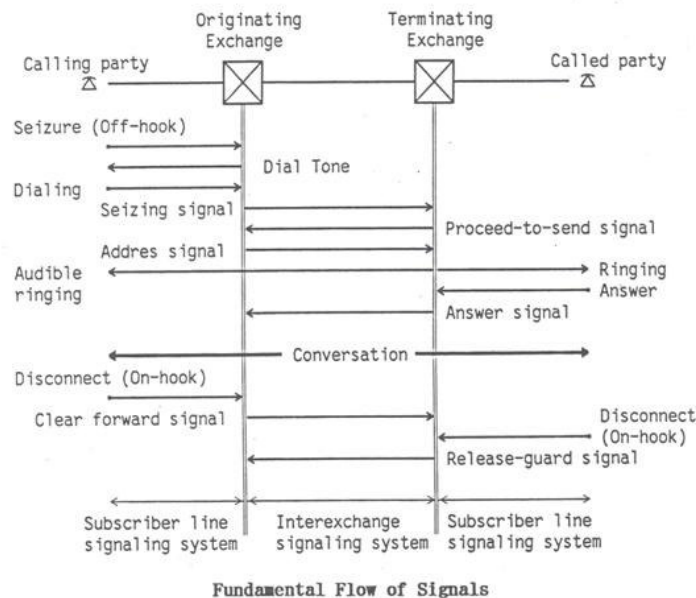 Originating
Exchange
Terminating
Exchange
Calling party
Called party
Seizure (Off-hook)
Dial Tone
Dialing
Seizing signal
Proceed-to-send signal
Addres signal
Audible
ringing
Ringing
Answer
Answer signal
Conversation
Disconnect (On-hook)
Clear forward signal
Disconnect
(On-hook)
Release-guard signal
Subscriber line
signaling system
Interexchange
signaling system
Subscriber line
signaling system
Fundamental Flow of Signals